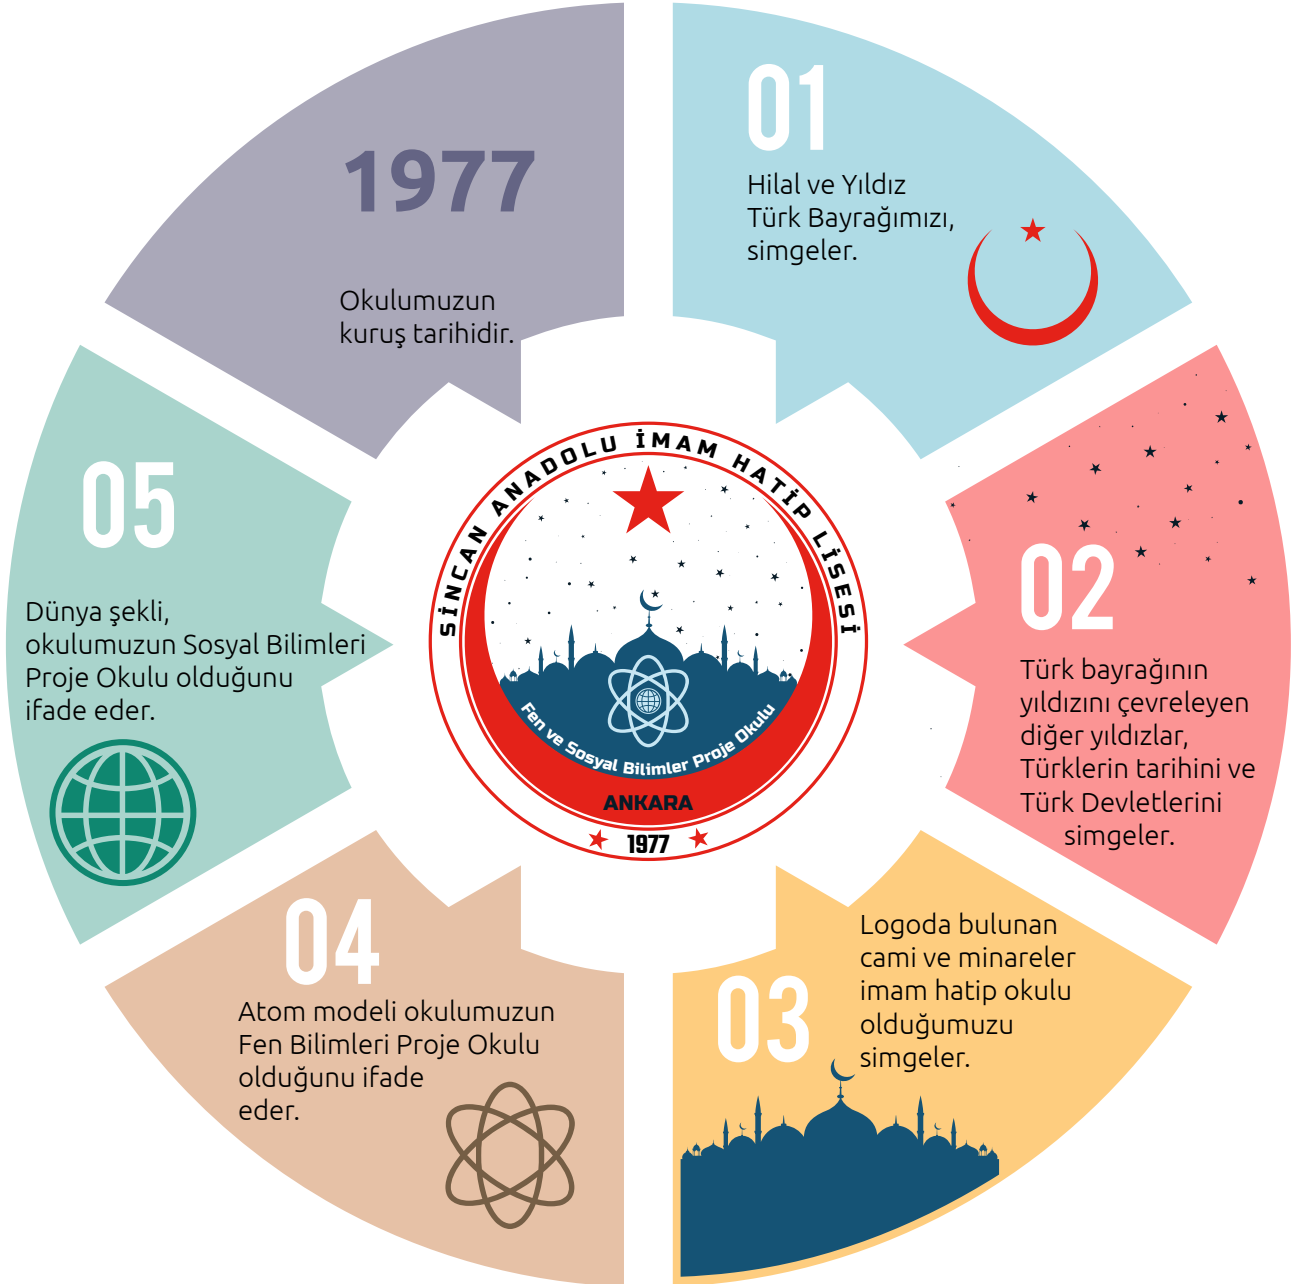 1977
Okulumuzun
kuruş tarihidir.
01
Hilal ve Yıldız
Türk Bayrağımızı,
simgeler.
02
Türk bayrağının
yıldızını çevreleyen
diğer yıldızlar,
Türklerin tarihini ve
Türk Devletlerini
simgeler.
03
Logoda bulunan
cami ve minareler
imam hatip okulu
olduğumuzu
simgeler.
04
Atom modeli okulumuzun
Fen Bilimleri Proje Okulu
olduğunu ifade
eder.
05
Dünya şekli,
okulumuzun Sosyal Bilimleri
Proje Okulu olduğunu
ifade eder.
SİNCAN ANADOLU İMAM HATİP LİSESİ
Fen ve Sosyal Bilimler Proje Okulu
ANKARA
1977